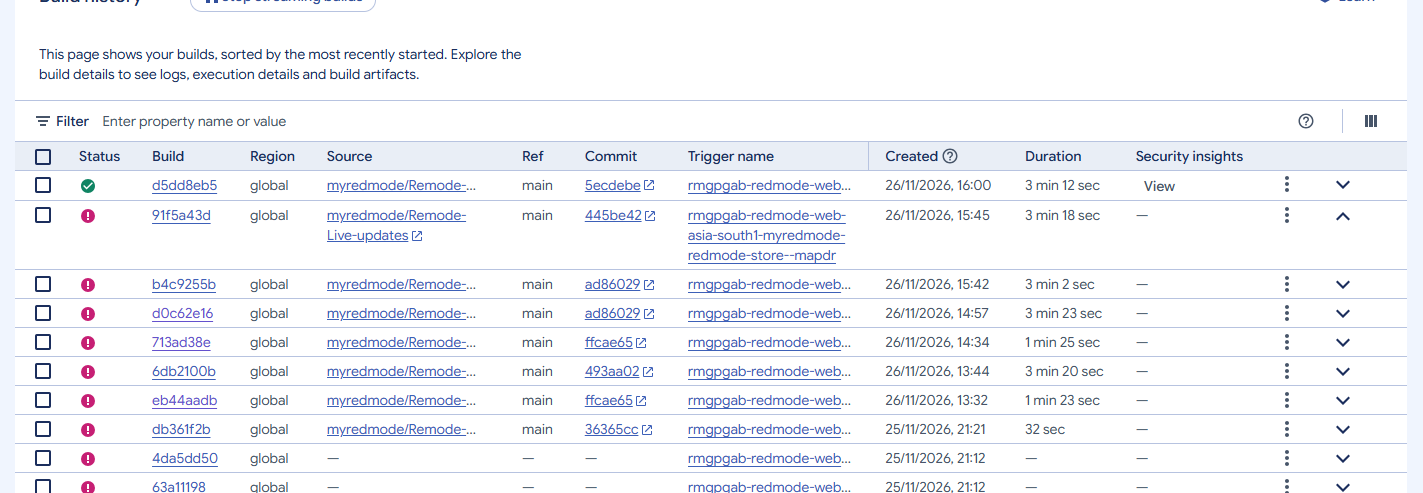 Build history Stop streaming builds Learn
This page shows your builds, sorted by the most recently started. Explore the
build details to see logs, execution details and build artifacts.
Filter Enter property name or value
Status Build Region Source Ref Commit Trigger name Created Duration Security insights
d5dd8eb5 global myredmode/Remode-... main 5ecdebe rmgpgab-redmode-web... 26/11/2026, 16:00 3 min 12 sec View
91f5a43d global myredmode/Remode- main 445be42 rmgpgab-redmode-web- 26/11/2026, 15:45 3 min 18 sec —
Live-updates asia-south1-myredmode-
redmode-store--mapdr
b4c9255b global myredmode/Remode-... main ad86029 rmgpgab-redmode-web... 26/11/2026, 15:42 3 min 2 sec —
d0c62e16 global myredmode/Remode-... main ad86029 rmgpgab-redmode-web... 26/11/2026, 14:57 3 min 23 sec —
713ad38e global myredmode/Remode-... main ffcae65 rmgpgab-redmode-web... 26/11/2026, 14:34 1 min 25 sec —
6db2100b global myredmode/Remode-... main 493aa02 rmgpgab-redmode-web... 26/11/2026, 13:44 3 min 20 sec —
eb44aadb global myredmode/Remode-... main ffcae65 rmgpgab-redmode-web... 26/11/2026, 13:32 1 min 23 sec —
db361f2b global myredmode/Remode-... main 36365cc rmgpgab-redmode-web... 25/11/2026, 21:21 32 sec —
4da5dd50 global — — — rmgpgab-redmode-web... 25/11/2026, 21:12 — —
63a11198 global — — — rmgpgab-redmode-web... 25/11/2026, 21:12 — —